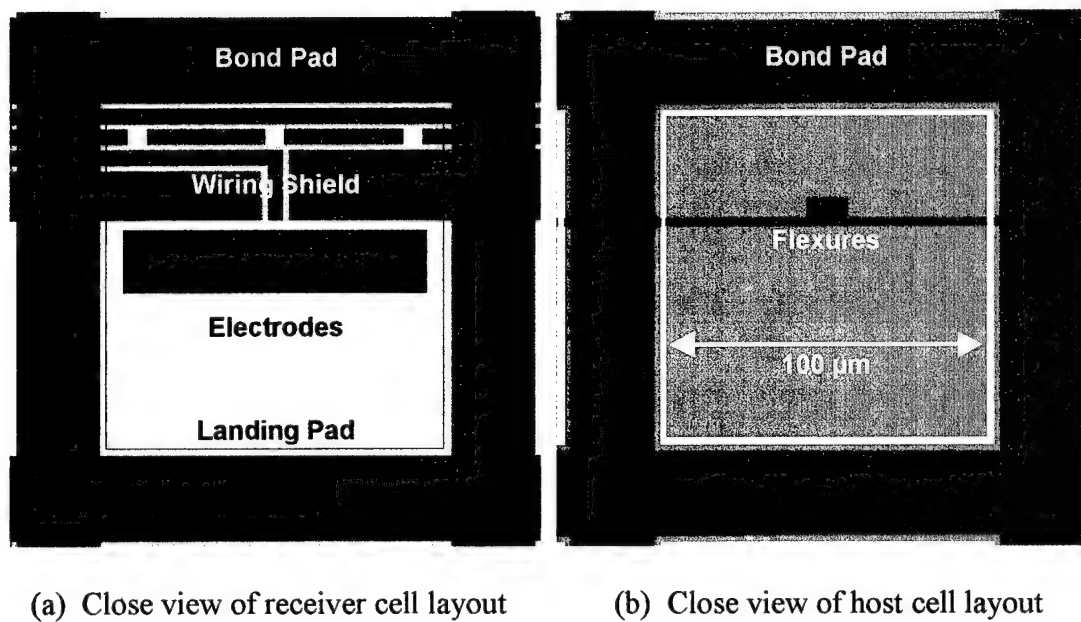 Bond Pad
Wiring Shield
Electrodes
Landing Pad
Bond Pad
Flexures
100 µm
(a) Close view of receiver cell layout
(b) Close view of host cell layout